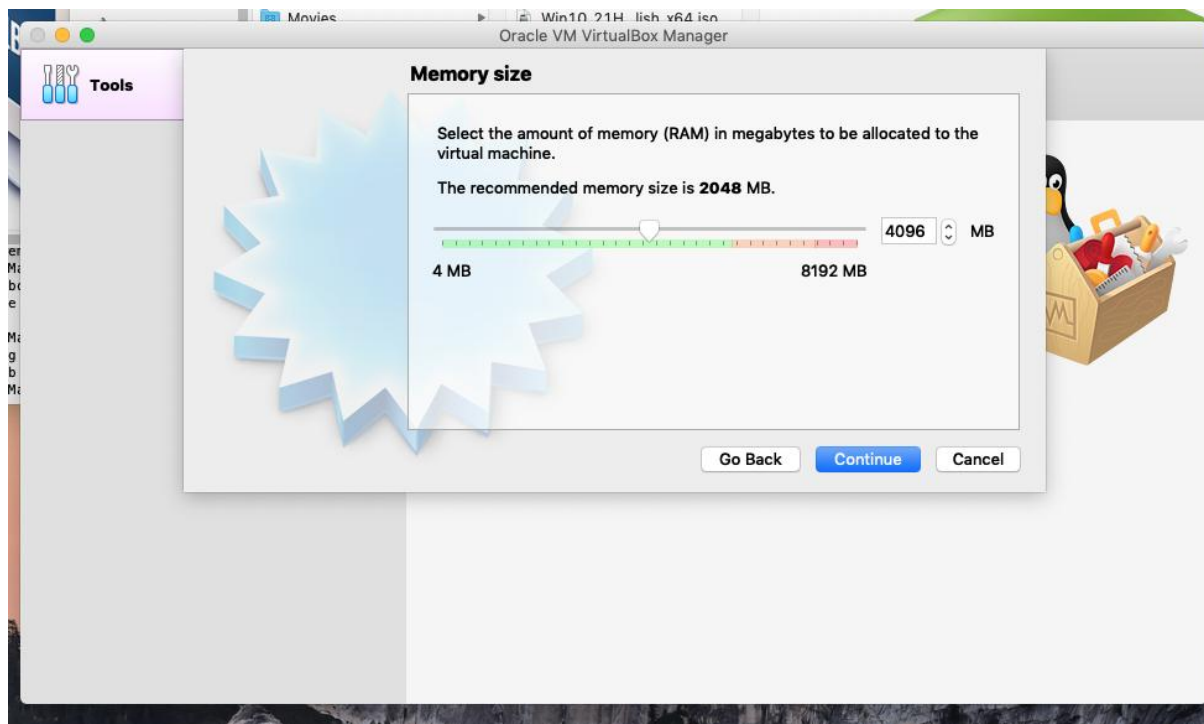 Movies
Win10_21H...lish_x64.iso
Oracle VM VirtualBox Manager
Tools
Memory size
Select the amount of memory (RAM) in megabytes to be allocated to the
virtual machine.
The recommended memory size is 2048 MB.
4096 MB
4 MB 8192 MB
Go Back Continue Cancel